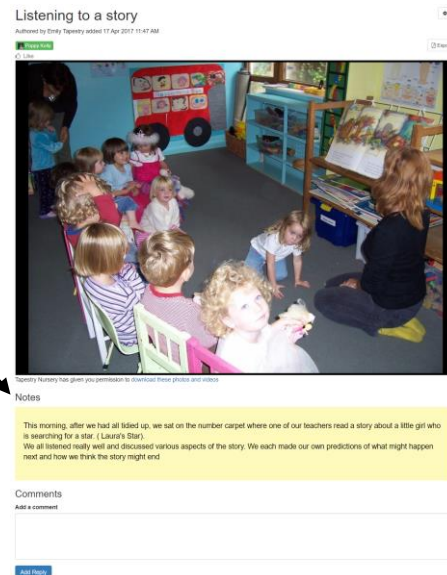 Listening to a story
Authored by Emily Tapestry added 17 Apr 2017 11:47 AM
Like
Tapestry Nursery has given you permission to download these photos and videos
Notes
This morning, after we had all tidied up, we sat on the number carpet where one of our teachers read a story about a little girl who
is searching for a star. ( Laura's Star).
We all listened really well and discussed various aspects of the story. We each made our own predictions of what might happen
next and how we think the story might end
Comments
Add a comment
Add Reply